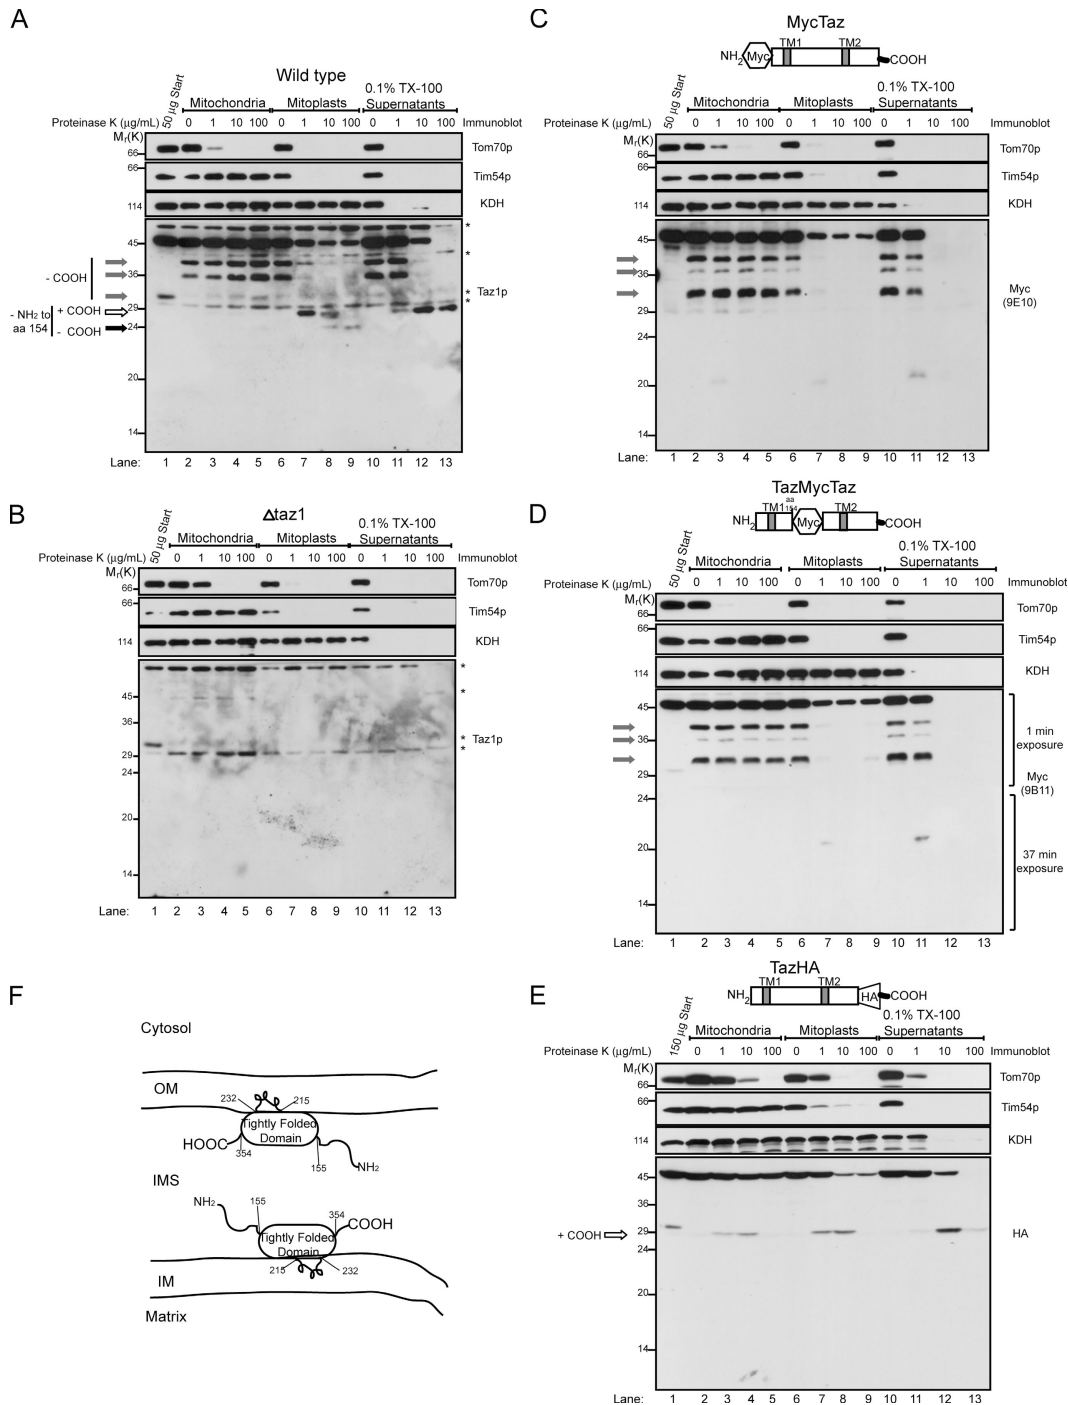 A
Wild type
50 µg Start
Mitochondria
Mitoplasts
0.1% TX-100
Supernatants
Proteinase K (µg/mL)
0 1 10 100 0 1 10 100 0 1 10 100
Immunoblot
Mr(K)
66
Tom70p
66
Tim54p
114
KDH
45
36
29
24
20
14
*
*
*
*
Taz1p
- COOH
- NH2 to aa 154
+ COOH
- COOH
Lane: 1 2 3 4 5 6 7 8 9 10 11 12 13
B
Δtaz1
50 µg Start
Mitochondria
Mitoplasts
0.1% TX-100
Supernatants
Proteinase K (µg/mL)
0 1 10 100 0 1 10 100 0 1 10 100
Immunoblot
Mr(K)
66
Tom70p
66
Tim54p
114
KDH
45
36
29
24
20
14
*
*
*
*
Taz1p
Lane: 1 2 3 4 5 6 7 8 9 10 11 12 13
F
Cytosol
OM
232
215
Tightly Folded
Domain
HOOC
354
155
NH2
IMS
NH2
155
354
COOH
Tightly Folded
Domain
215
232
IM
Matrix
C
MycTaz
TM1 TM2
NH2 Myc COOH
50 µg Start
Mitochondria
Mitoplasts
0.1% TX-100
Supernatants
Proteinase K (µg/mL)
0 1 10 100 0 1 10 100 0 1 10 100
Immunoblot
Mr(K)
66
Tom70p
66
Tim54p
114
KDH
45
36
29
24
20
14
Myc
(9E10)
Lane: 1 2 3 4 5 6 7 8 9 10 11 12 13
D
TazMycTaz
aa
154
NH2 TM1 Myc TM2 COOH
50 µg Start
Mitochondria
Mitoplasts
0.1% TX-100
Supernatants
Proteinase K (µg/mL)
0 1 10 100 0 1 10 100 0 1 10 100
Immunoblot
Mr(K)
66
Tom70p
66
Tim54p
114
KDH
45
36
29
24
20
14
1 min
exposure
Myc
(9B11)
37 min
exposure
Lane: 1 2 3 4 5 6 7 8 9 10 11 12 13
E
TazHA
TM1 TM2
NH2 HA COOH
150 µg Start
Mitochondria
Mitoplasts
0.1% TX-100
Supernatants
Proteinase K (µg/mL)
0 1 10 100 0 1 10 100 0 1 10 100
Immunoblot
Mr(K)
66
Tom70p
66
Tim54p
114
KDH
45
36
29
24
20
14
+ COOH
HA
Lane: 1 2 3 4 5 6 7 8 9 10 11 12 13